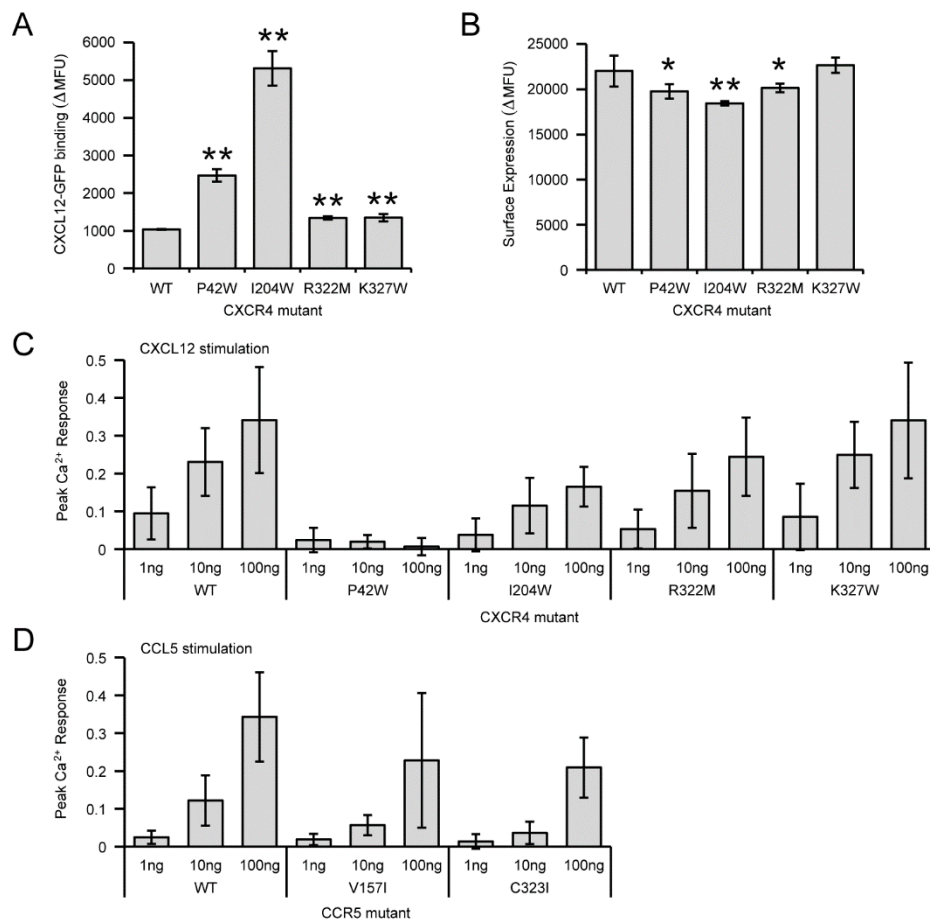 A
CXCL12-GFP binding (ΔMFU)
6000
5000
4000
3000
2000
1000
0
**
**
**
**
WT P42W I204W R322M K327W
CXCR4 mutant
B
Surface Expression (ΔMFU)
25000
20000
15000
10000
5000
0
*
**
*
WT P42W I204W R322M K327W
CXCR4 mutant
C
CXCL12 stimulation
Peak Ca²⁺ Response
0.5
0.4
0.3
0.2
0.1
0
1ng 10ng 100ng 1ng 10ng 100ng 1ng 10ng 100ng 1ng 10ng 100ng 1ng 10ng 100ng
WT P42W I204W R322M K327W
CXCR4 mutant
D
CCL5 stimulation
Peak Ca²⁺ Response
0.5
0.4
0.3
0.2
0.1
0
1ng 10ng 100ng 1ng 10ng 100ng 1ng 10ng 100ng
WT V157I C323I
CCR5 mutant